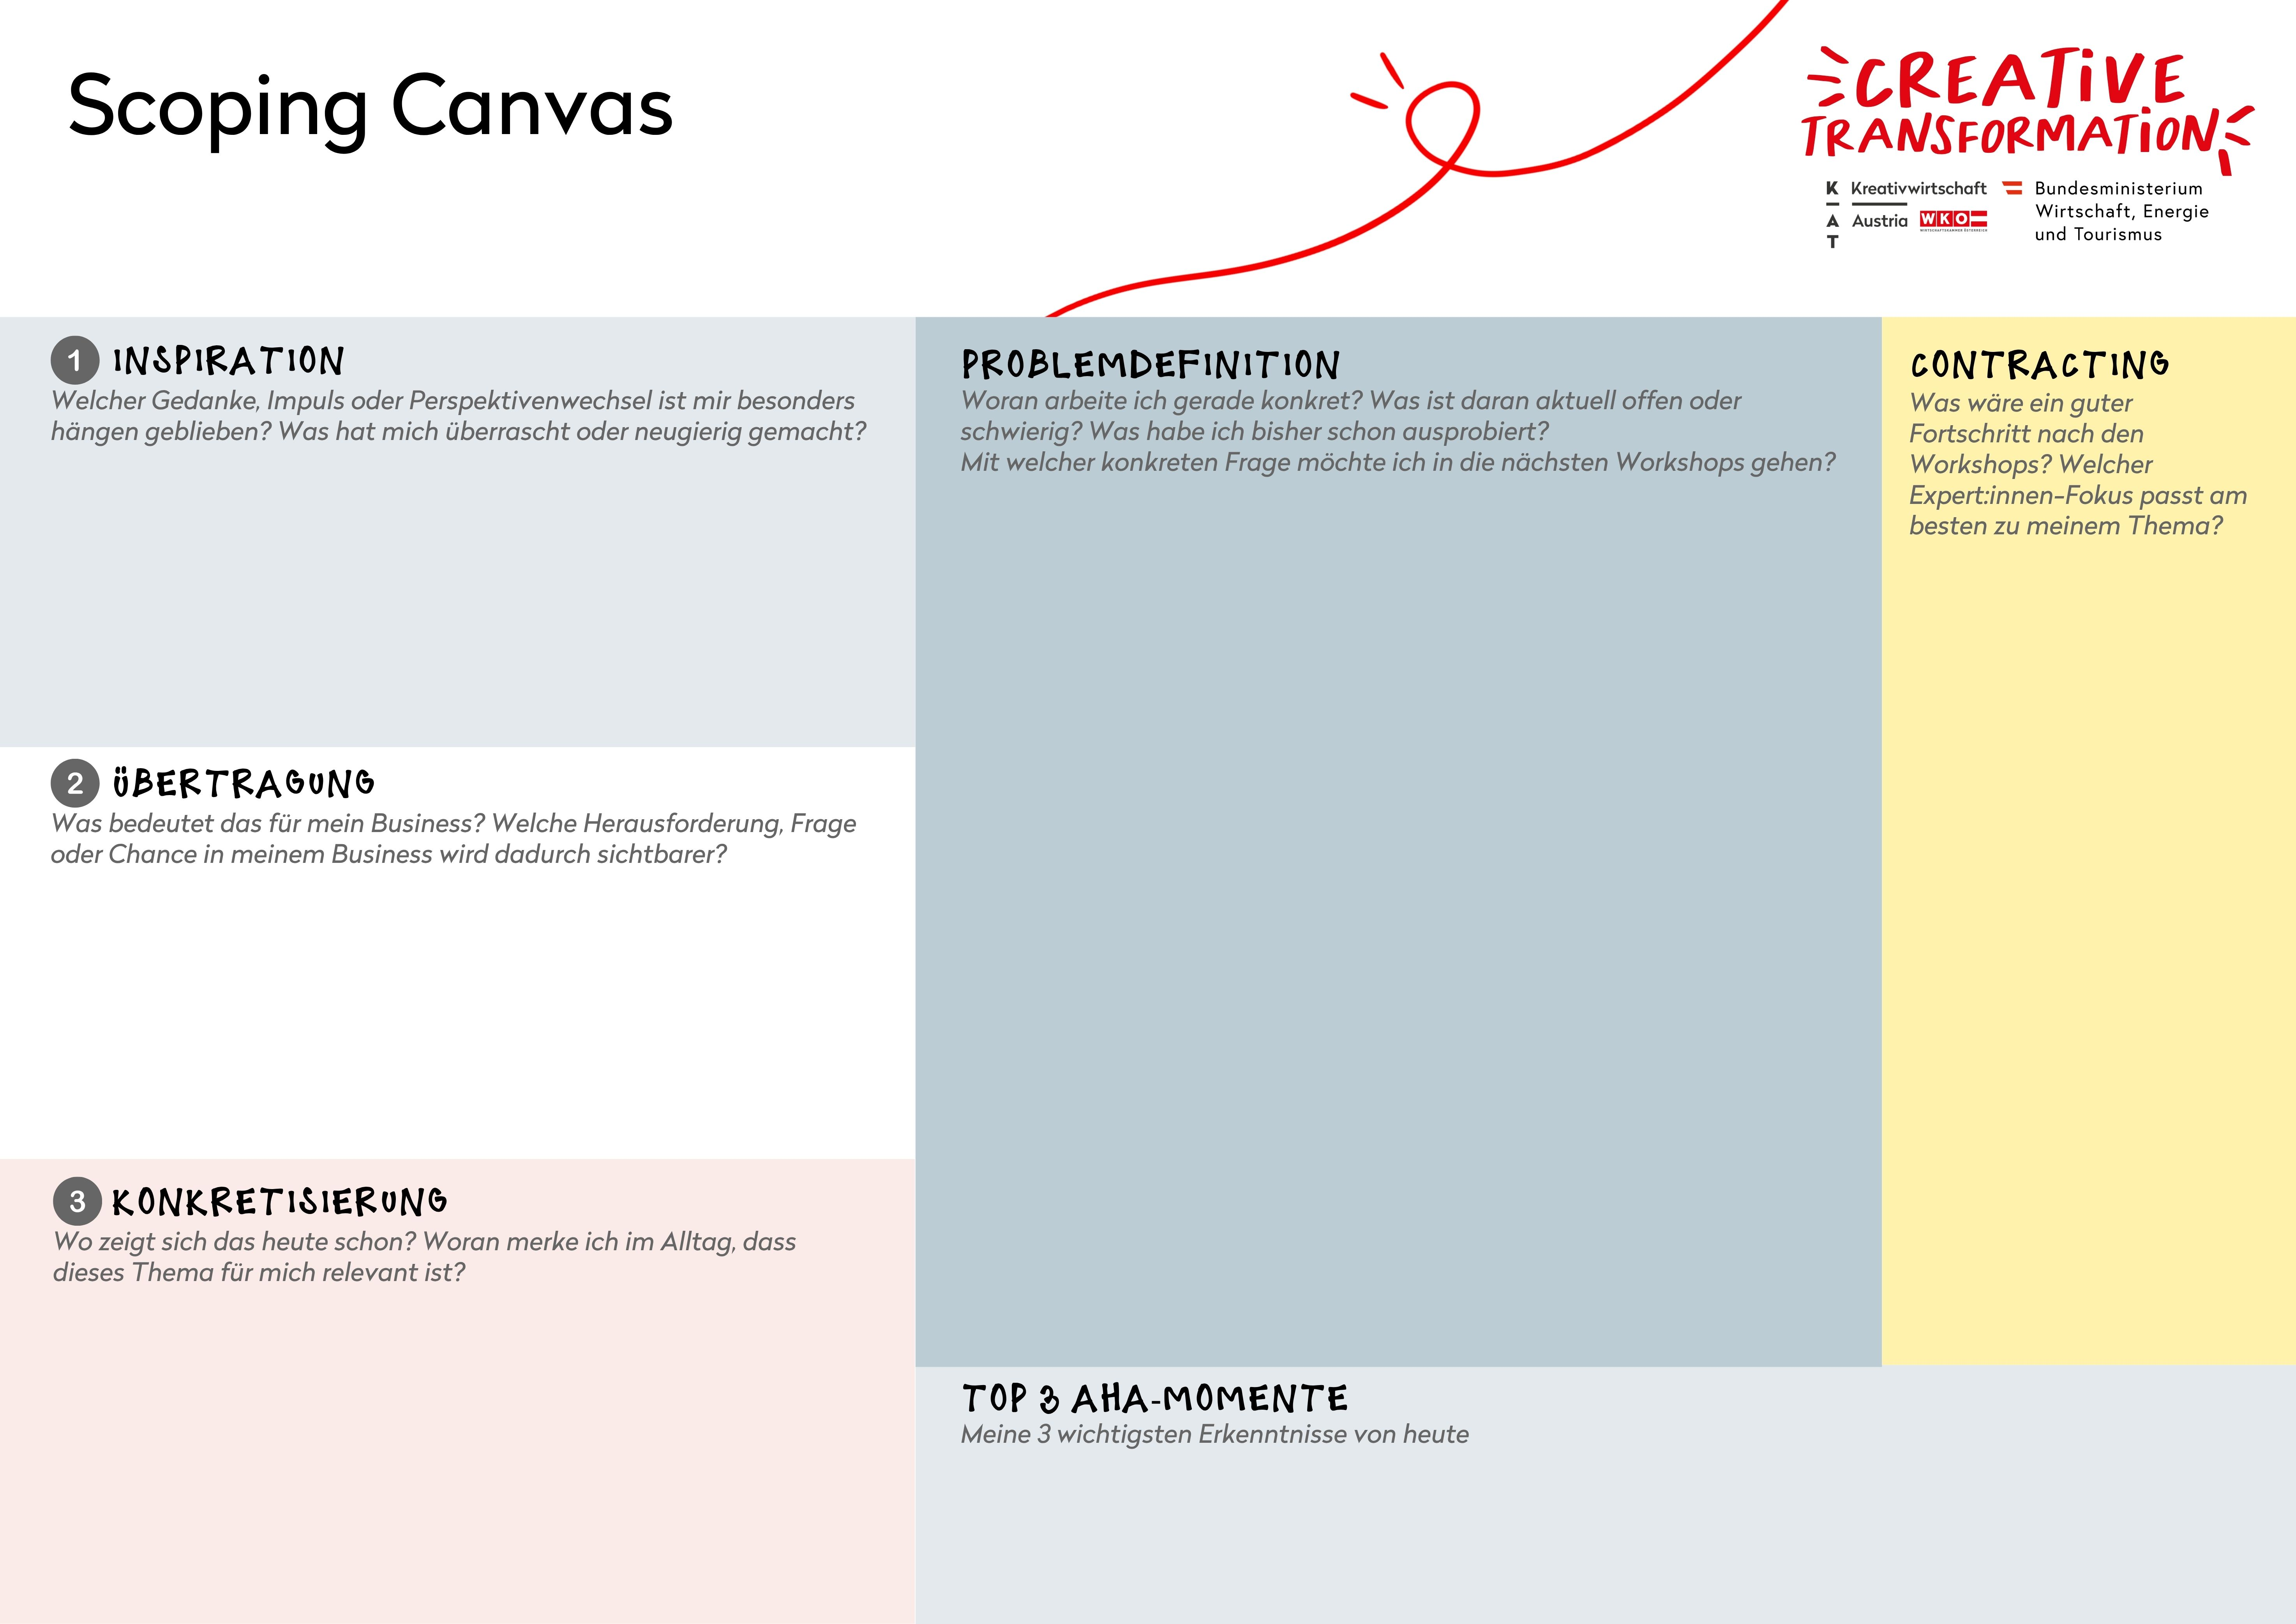 Scoping Canvas
CREATiVE
TRANSFORMATiON
K Kreativwirtschaft
A Austria WKO
WIRTSCHAFTSKAMMER ÖSTERREICH
T
Bundesministerium
Wirtschaft, Energie
und Tourismus
1 INSPIRATION
Welcher Gedanke, Impuls oder Perspektivenwechsel ist mir besonders
hängen geblieben? Was hat mich überrascht oder neugierig gemacht?
2 ÜBERTRAGUNG
Was bedeutet das für mein Business? Welche Herausforderung, Frage
oder Chance in meinem Business wird dadurch sichtbarer?
3 KONKRETISIERUNG
Wo zeigt sich das heute schon? Woran merke ich im Alltag, dass
dieses Thema für mich relevant ist?
PROBLEMDEFINITION
Woran arbeite ich gerade konkret? Was ist daran aktuell offen oder
schwierig? Was habe ich bisher schon ausprobiert?
Mit welcher konkreten Frage möchte ich in die nächsten Workshops gehen?
CONTRACTING
Was wäre ein guter
Fortschritt nach den
Workshops? Welcher
Expert:innen-Fokus passt am
besten zu meinem Thema?
TOP 3 AHA-MOMENTE
Meine 3 wichtigsten Erkenntnisse von heute